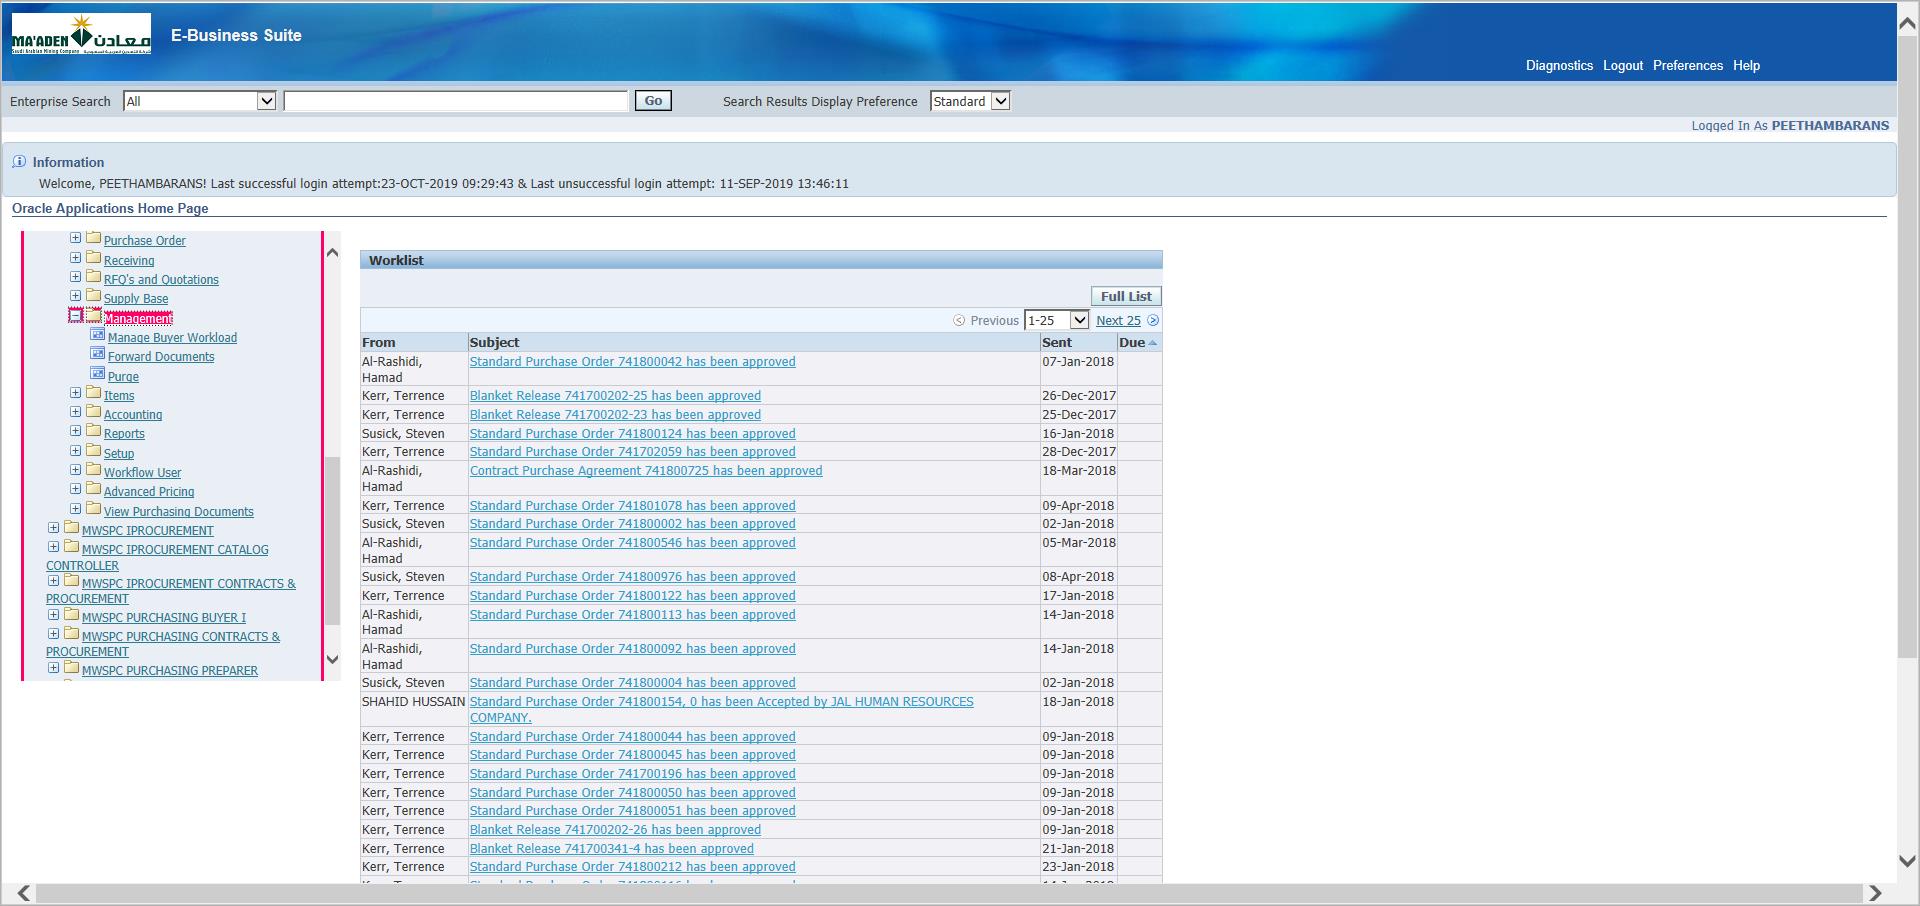 MA'ADEN معادن
E-Business Suite
Diagnostics Logout Preferences Help
Enterprise Search All Go Search Results Display Preference Standard
Logged In As PEETHAMBARANS
Information
Welcome, PEETHAMBARANS! Last successful login attempt:23-OCT-2019 09:29:43 & Last unsuccessful login attempt: 11-SEP-2019 13:46:11
Oracle Applications Home Page
Purchase Order
Receiving
RFQ's and Quotations
Supply Base
Management
Manage Buyer Workload
Forward Documents
Purge
Items
Accounting
Reports
Setup
Workflow User
Advanced Pricing
View Purchasing Documents
MWSPC IPROCUREMENT
MWSPC IPROCUREMENT CATALOG
CONTROLLER
MWSPC IPROCUREMENT CONTRACTS &
PROCUREMENT
MWSPC PURCHASING BUYER I
MWSPC PURCHASING CONTRACTS &
PROCUREMENT
MWSPC PURCHASING PREPARER
Worklist
Full List
Previous 1-25 Next 25
From Subject Sent Due
Al-Rashidi, Standard Purchase Order 741800042 has been approved 07-Jan-2018
Hamad
Kerr, Terrence Blanket Release 741700202-25 has been approved 26-Dec-2017
Kerr, Terrence Blanket Release 741700202-23 has been approved 25-Dec-2017
Susick, Steven Standard Purchase Order 741800124 has been approved 16-Jan-2018
Kerr, Terrence Standard Purchase Order 741702059 has been approved 28-Dec-2017
Al-Rashidi, Contract Purchase Agreement 741800725 has been approved 18-Mar-2018
Hamad
Kerr, Terrence Standard Purchase Order 741801078 has been approved 09-Apr-2018
Susick, Steven Standard Purchase Order 741800002 has been approved 02-Jan-2018
Al-Rashidi, Standard Purchase Order 741800546 has been approved 05-Mar-2018
Hamad
Susick, Steven Standard Purchase Order 741800976 has been approved 08-Apr-2018
Kerr, Terrence Standard Purchase Order 741800122 has been approved 17-Jan-2018
Al-Rashidi, Standard Purchase Order 741800113 has been approved 14-Jan-2018
Hamad
Al-Rashidi, Standard Purchase Order 741800092 has been approved 14-Jan-2018
Hamad
Susick, Steven Standard Purchase Order 741800004 has been approved 02-Jan-2018
SHAHID HUSSAIN Standard Purchase Order 741800154, 0 has been Accepted by JAL HUMAN RESOURCES 18-Jan-2018
COMPANY.
Kerr, Terrence Standard Purchase Order 741800044 has been approved 09-Jan-2018
Kerr, Terrence Standard Purchase Order 741800045 has been approved 09-Jan-2018
Kerr, Terrence Standard Purchase Order 741700196 has been approved 09-Jan-2018
Kerr, Terrence Standard Purchase Order 741800050 has been approved 09-Jan-2018
Kerr, Terrence Standard Purchase Order 741800051 has been approved 09-Jan-2018
Kerr, Terrence Blanket Release 741700202-26 has been approved 09-Jan-2018
Kerr, Terrence Blanket Release 741700341-4 has been approved 21-Jan-2018
Kerr, Terrence Standard Purchase Order 741800212 has been approved 23-Jan-2018